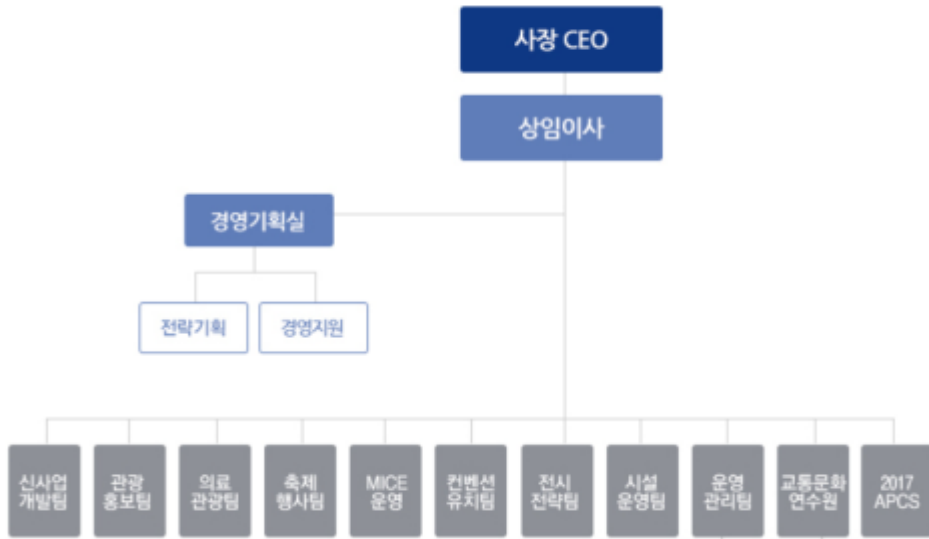 사장 CEO
상임이사
경영기획실
전략기획
경영지원
신사업
개발팀
관광
홍보팀
의료
관광팀
축제
행사팀
MICE
운영
컨벤션
유치팀
전시
전략팀
시설
운영팀
운영
관리팀
교통문화
연수원
2017
APCS